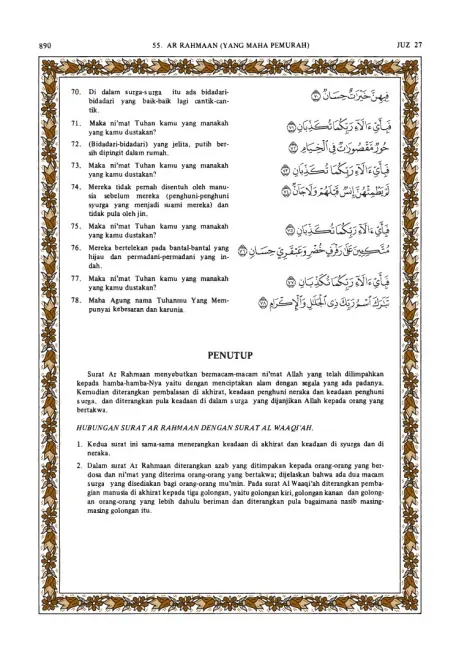 890
55. AR RAHMAAN (YANG MAHA PEMURAH)
JUZ 27
70. Di dalam surga-surga itu ada bidadari-
bidadari yang baik-baik lagi cantik-can-
tik.
فِيهِنَّ خَيْرَاتٌ حِسَانٌ ﴿٧٠﴾
71. Maka ni'mat Tuhan kamu yang manakah
yang kamu dustakan?
فَبِأَيِّ ءَالَآءِ رَبِّكُمَا تُكَذِّبَانِ ﴿٧١﴾
72. (Bidadari-bidadari) yang jelita, putih ber-
sih dipingit dalam rumah.
حُورٌ مَّقْصُورَاتٌ فِي ٱلْخِيَامِ ﴿٧٢﴾
73. Maka ni'mat Tuhan kamu yang manakah
yang kamu dustakan?
فَبِأَيِّ ءَالَآءِ رَبِّكُمَا تُكَذِّبَانِ ﴿٧٣﴾
74. Mereka tidak pernah disentuh oleh manu-
sia sebelum mereka (penghuni-penghuni
syurga yang menjadi suami mereka) dan
tidak pula oleh jin.
لَمْ يَطْمِثْهُنَّ إِنسٌ قَبْلَهُمْ وَلَا جَآنٌّ ﴿٧٤﴾
75. Maka ni'mat Tuhan kamu yang manakah
yang kamu dustakan?
فَبِأَيِّ ءَالَآءِ رَبِّكُمَا تُكَذِّبَانِ ﴿٧٥﴾
76. Mereka bertelekan pada bantal-bantal yang
hijau dan permadani-permadani yang in-
dah.
مُتَّكِـِٔينَ عَلَىٰ رَفْرَفٍ خُضْرٍ وَعَبْقَرِيٍّ حِسَانٍ ﴿٧٦﴾
77. Maka ni'mat Tuhan kamu yang manakah
yang kamu dustakan?
فَبِأَيِّ ءَالَآءِ رَبِّكُمَا تُكَذِّبَانِ ﴿٧٧﴾
78. Maha Agung nama Tuhanmu Yang Mem-
punyai kebesaran dan karunia.
تَبَـٰرَكَ ٱسْمُ رَبِّكَ ذِي ٱلْجَلَـٰلِ وَٱلْإِكْرَامِ ﴿٧٨﴾
PENUTUP
Surat Ar Rahmaan menyebutkan bermacam-macam ni'mat Allah yang telah dilimpahkan
kepada hamba-hamba-Nya yaitu dengan menciptakan alam dengan segala yang ada padanya.
Kemudian diterangkan pembalasan di akhirat, keadaan penghuni neraka dan keadaan penghuni
surga, dan diterangkan pula keadaan di dalam surga yang dijanjikan Allah kepada orang yang
bertakwa.
HUBUNGAN SURAT AR RAHMAAN DENGAN SURAT AL WAAQI'AH.
1. Kedua surat ini sama-sama menerangkan keadaan di akhirat dan keadaan di syurga dan di
neraka.
2. Dalam surat Ar Rahmaan diterangkan azab yang ditimpakan kepada orang-orang yang ber-
dosa dan ni'mat yang diterima orang-orang yang bertakwa; dijelaskan bahwa ada dua macam
surga yang disediakan bagi orang-orang mu'min. Pada surat Al Waaqi'ah diterangkan pemba-
gian manusia di akhirat kepada tiga golongan, yaitu golongan kiri, golongan kanan dan golong-
an orang-orang yang lebih dahulu beriman dan diterangkan pula bagaimana nasib masing-
masing golongan itu.